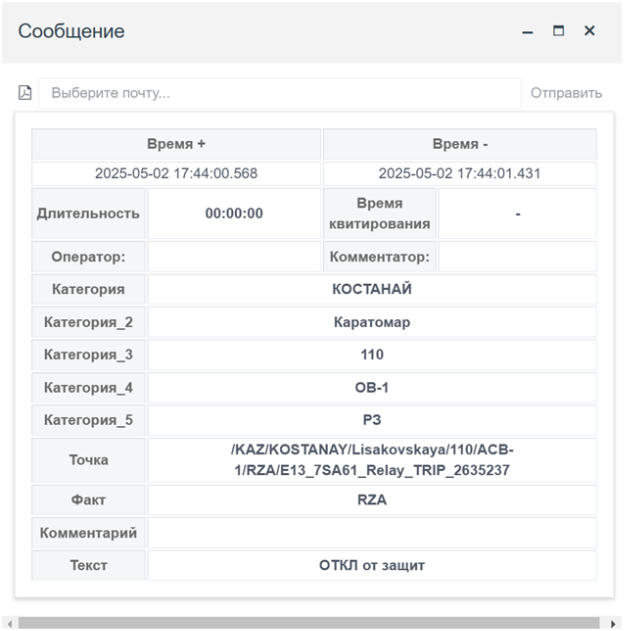 Сообщение
Выберите почту... Отправить
Время + Время -
2025-05-02 17:44:00.568 2025-05-02 17:44:01.431
Длительность 00:00:00 Время квитирования -
Оператор: Комментатор:
Категория КОСТАНАЙ
Категория_2 Каратомар
Категория_3 110
Категория_4 ОВ-1
Категория_5 РЗ
Точка /KAZ/KOSTANAY/Lisakovskaya/110/ACB-
1/RZA/E13_7SA61_Relay_TRIP_2635237
Факт RZA
Комментарий
Текст ОТКЛ от защит